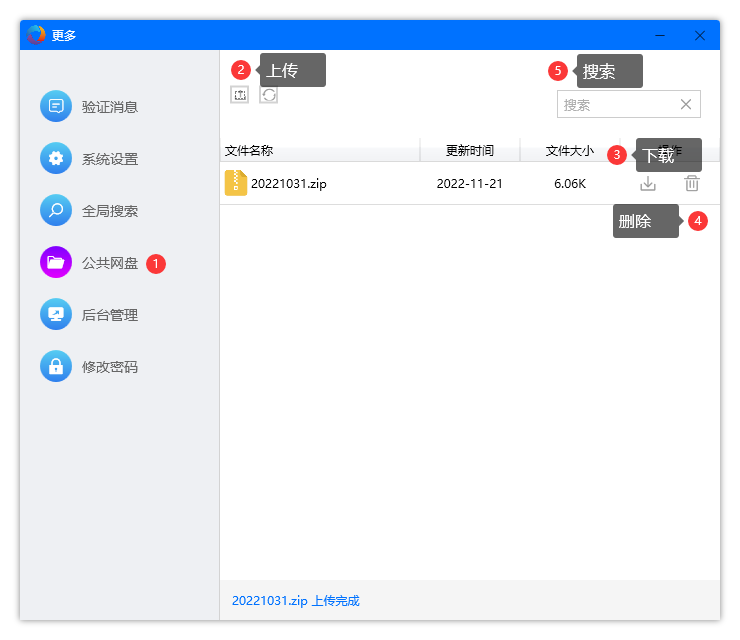 更多
2 上传
5 搜索
搜索
验证消息
系统设置
全局搜索
公共网盘 1
后台管理
修改密码
文件名称 更新时间 文件大小
3 下载
20221031.zip 2022-11-21 6.06K
删除 4
20221031.zip 上传完成